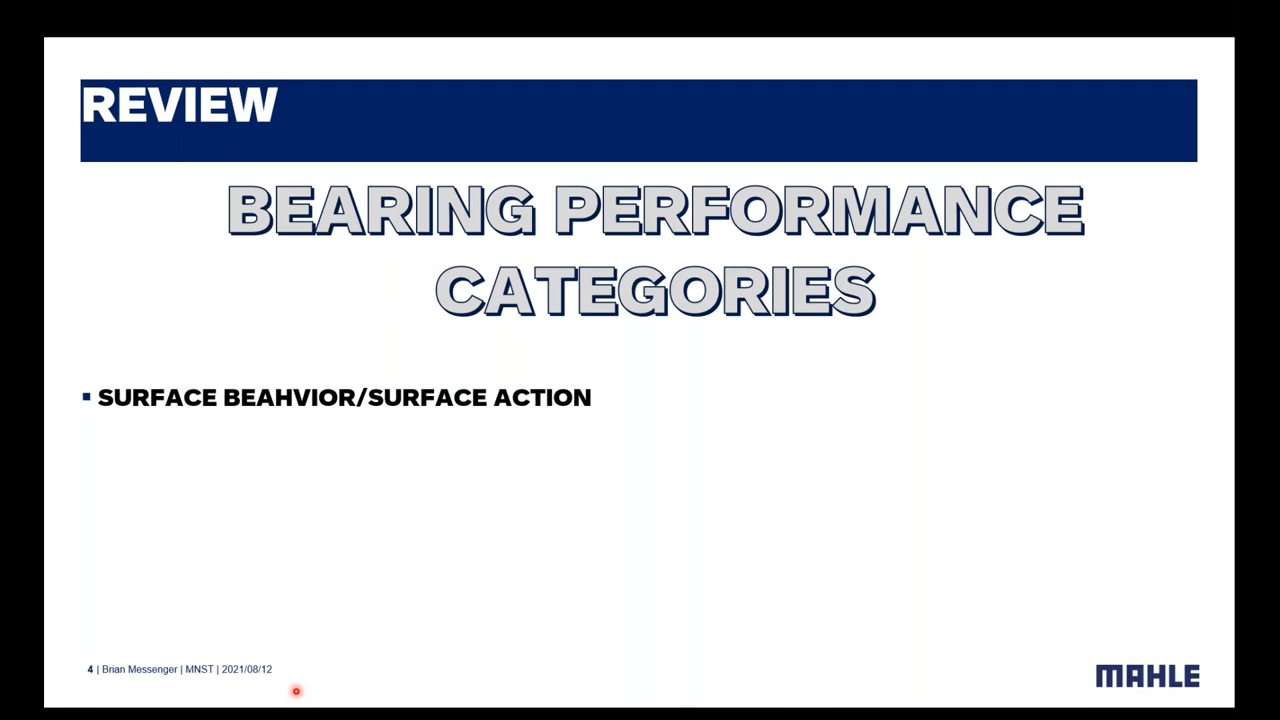 REVIEW
BEARING PERFORMANCE
CATEGORIES
▪ SURFACE BEAHVIOR/SURFACE ACTION
4 | Brian Messenger | MNST | 2021/08/12
MAHLE